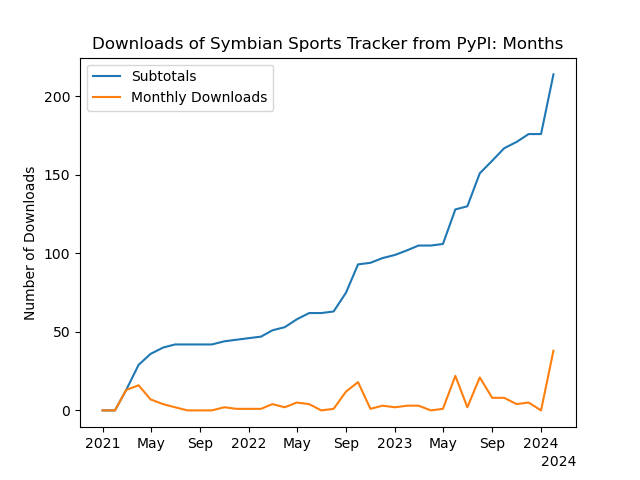 Downloads of Symbian Sports Tracker from PyPI: Months
Subtotals
Monthly Downloads
Number of Downloads
200
150
100
50
0
2021 May Sep 2022 May Sep 2023 May Sep 2024
2024